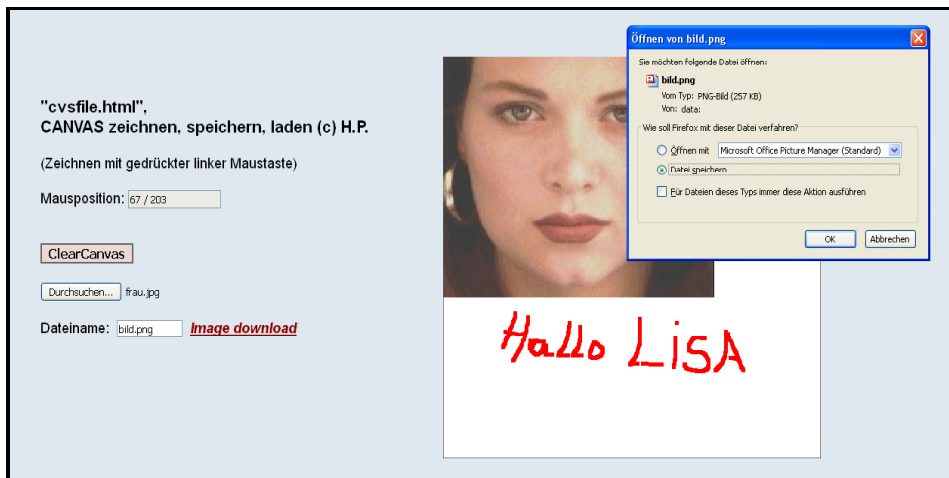 "cvsfile.html",
CANVAS zeichnen, speichern, laden (c) H.P.
(Zeichnen mit gedrückter linker Maustaste)
Mausposition: 67 / 203
ClearCanvas
Durchsuchen... frau.jpg
Dateiname: bild.png Image download
Hallo LiSA
Öffnen von bild.png
Sie möchten folgende Datei öffnen:
bild.png
Vom Typ: PNG-Bild (257 KB)
Von: data:
Wie soll Firefox mit dieser Datei verfahren?
Öffnen mit Microsoft Office Picture Manager (Standard)
Datei speichern
Für Dateien dieses Typs immer diese Aktion ausführen
OK Abbrechen